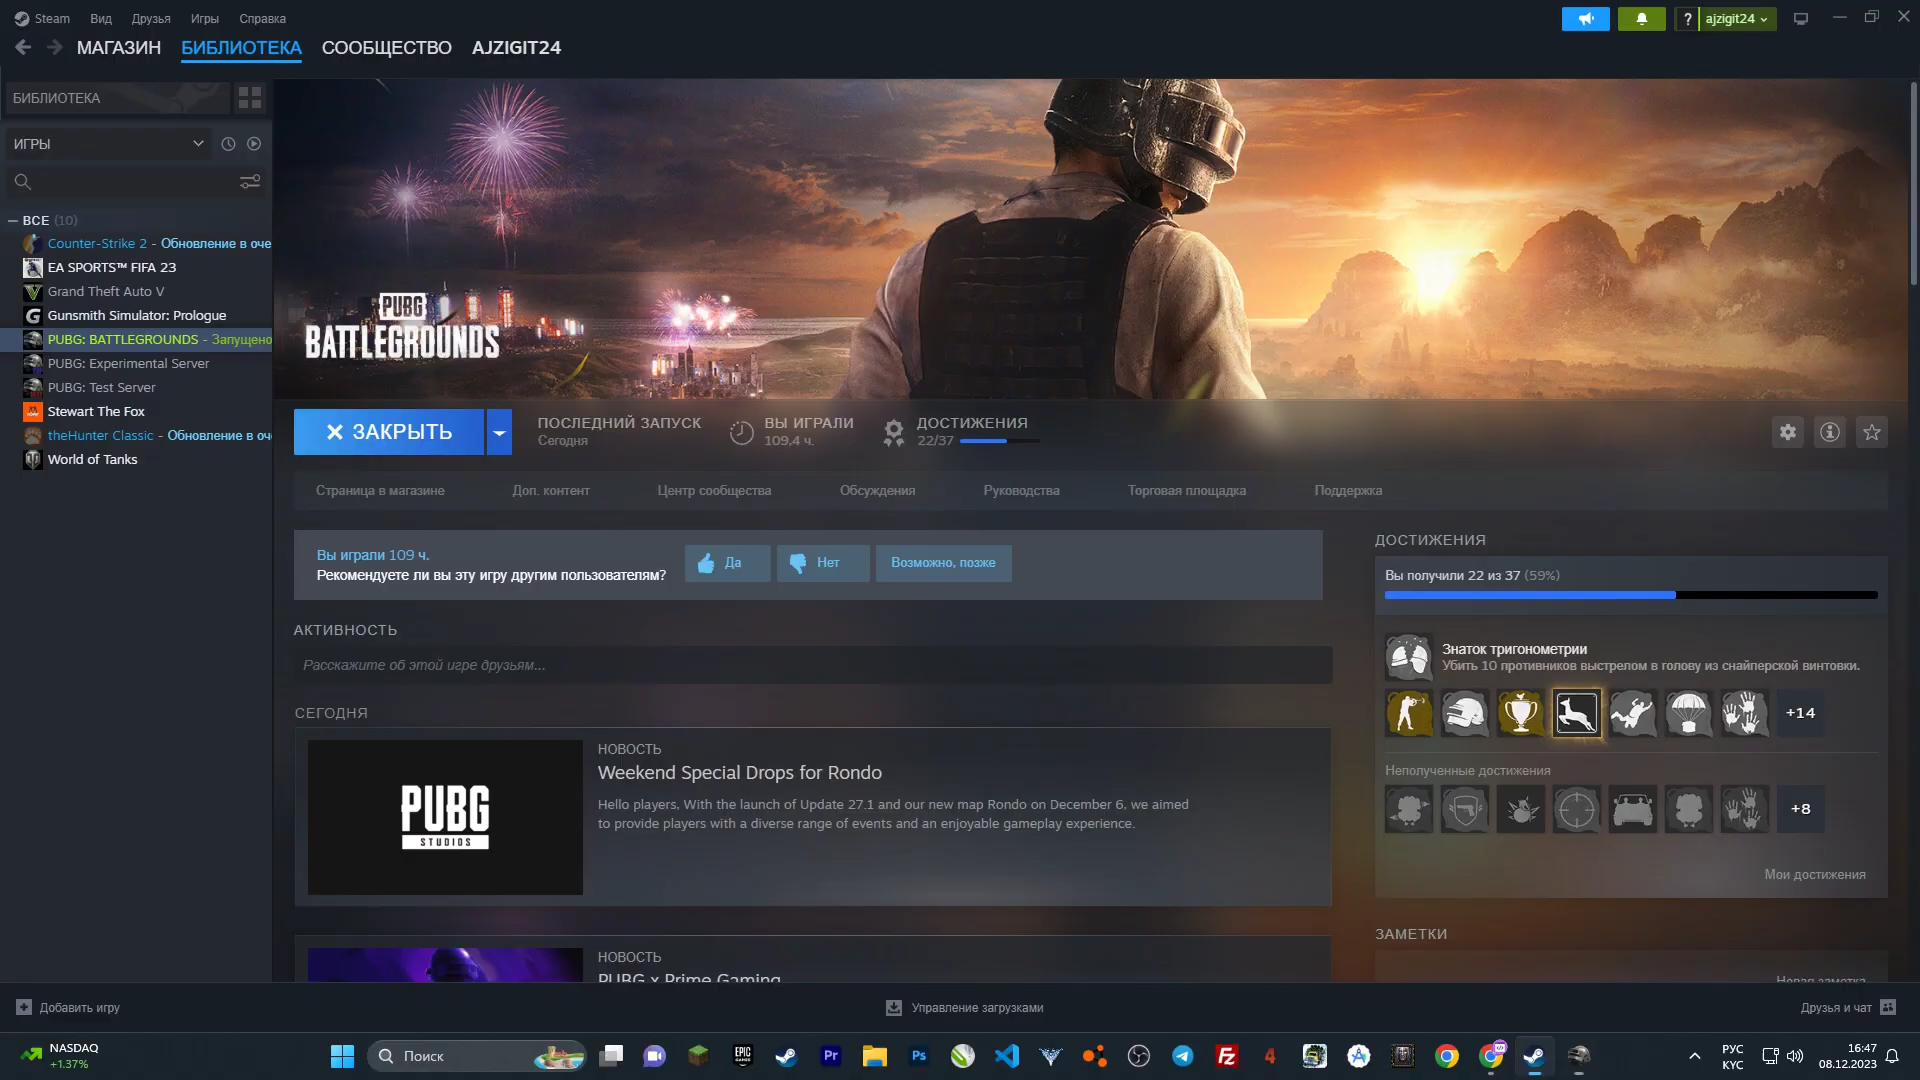 Steam Вид Друзья Игры Справка
? ajzigit24
МАГАЗИН БИБЛИОТЕКА СООБЩЕСТВО AJZIGIT24
БИБЛИОТЕКА
ИГРЫ
ВСЕ (10)
Counter-Strike 2 - Обновление в оче
EA SPORTS™ FIFA 23
Grand Theft Auto V
Gunsmith Simulator: Prologue
PUBG: BATTLEGROUNDS - Запущено
PUBG: Experimental Server
PUBG: Test Server
Stewart The Fox
theHunter Classic - Обновление в оч
World of Tanks
PUBG
BATTLEGROUNDS
ЗАКРЫТЬ
ПОСЛЕДНИЙ ЗАПУСК
Сегодня
ВЫ ИГРАЛИ
109,4 ч.
ДОСТИЖЕНИЯ
22/37
Страница в магазине Доп. контент Центр сообщества Обсуждения Руководства Торговая площадка Поддержка
Вы играли 109 ч.
Рекомендуете ли вы эту игру другим пользователям?
Да Нет Возможно, позже
АКТИВНОСТЬ
Расскажите об этой игре друзьям...
СЕГОДНЯ
PUBG
STUDIOS
НОВОСТЬ
Weekend Special Drops for Rondo
Hello players, With the launch of Update 27.1 and our new map Rondo on December 6, we aimed
to provide players with a diverse range of events and an enjoyable gameplay experience.
НОВОСТЬ
PUBG x Prime Gaming
ДОСТИЖЕНИЯ
Вы получили 22 из 37 (59%)
Знаток тригонометрии
Убить 10 противников выстрелом в голову из снайперской винтовки.
+14
Неполученные достижения
+8
Мои достижения
ЗАМЕТКИ
Новая заметка
Добавить игру
Управление загрузками
Друзья и чат
NASDAQ
+1.37%
Поиск
EPIC
GAMES
Pr
Ps
Fz
4
РУС
КУС
16:47
08.12.2023